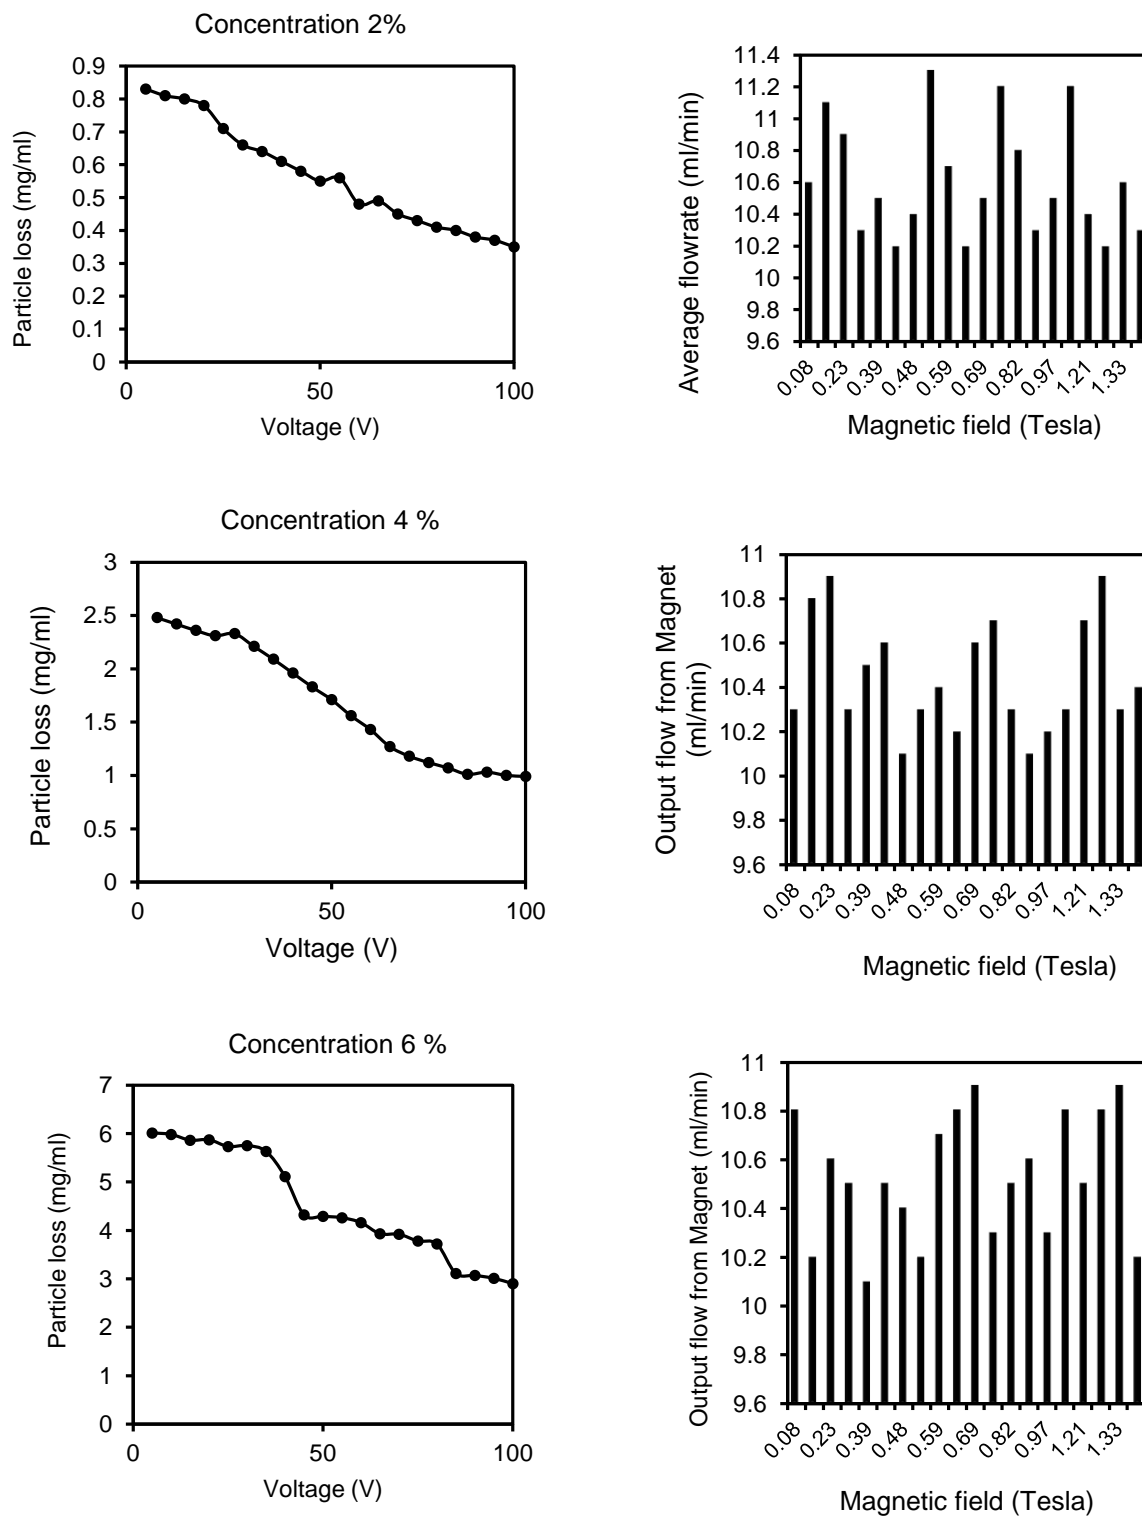 Concentration 2%
Particle loss (mg/ml)
0.9
0.8
0.7
0.6
0.5
0.4
0.3
0.2
0.1
0
0 50 100
Voltage (V)
Average flowrate (ml/min)
11.4
11.2
11
10.8
10.6
10.4
10.2
10
9.8
9.6
0.08 0.23 0.39 0.48 0.59 0.69 0.82 0.97 1.21 1.33
Magnetic field (Tesla)
Concentration 4 %
Particle loss (mg/ml)
3
2.5
2
1.5
1
0.5
0
0 50 100
Voltage (V)
Output flow from Magnet
(ml/min)
11
10.8
10.6
10.4
10.2
10
9.8
9.6
0.08 0.23 0.39 0.48 0.59 0.69 0.82 0.97 1.21 1.33
Magnetic field (Tesla)
Concentration 6 %
Particle loss (mg/ml)
7
6
5
4
3
2
1
0
0 50 100
Voltage (V)
Output flow from Magnet (ml/min)
11
10.8
10.6
10.4
10.2
10
9.8
9.6
0.08 0.23 0.39 0.48 0.59 0.69 0.82 0.97 1.21 1.33
Magnetic field (Tesla)